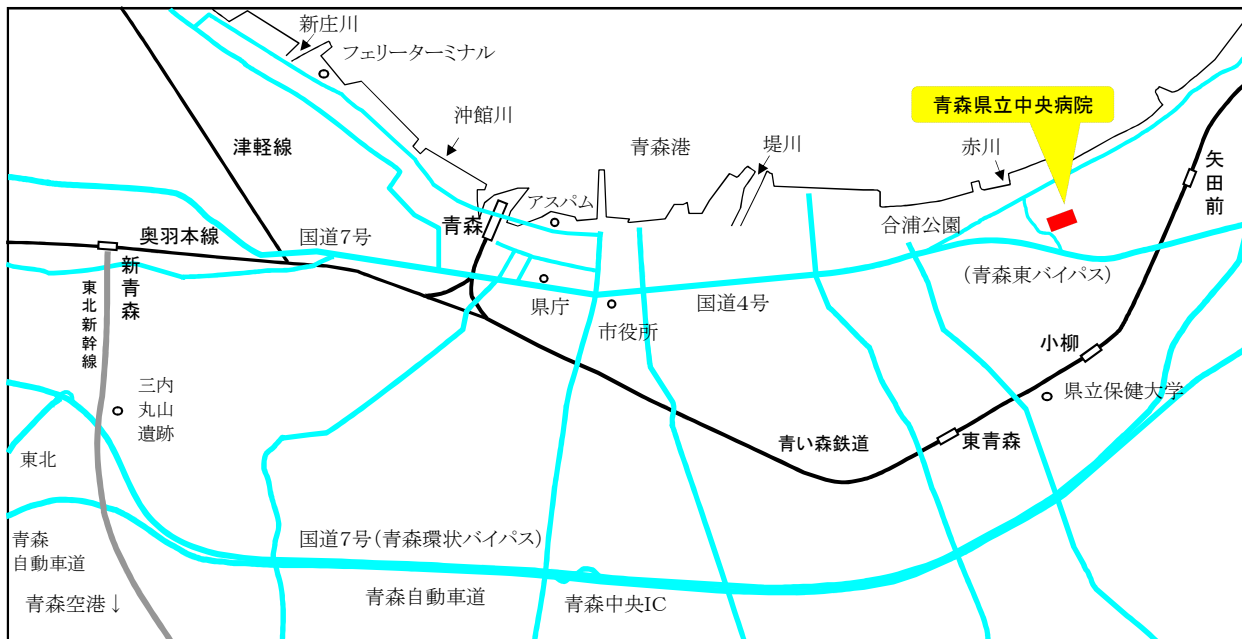 新庄川
フェリーターミナル
青森県立中央病院
沖館川
津軽線
青森港
堤川
赤川
矢田前
青森
アスパム
合浦公園
奥羽本線
国道7号
新青森
東北新幹線
県庁
市役所
国道4号
(青森東バイパス)
小柳
三内
丸山
遺跡
県立保健大学
青い森鉄道
東青森
東北
国道7号(青森環状バイパス)
青森
自動車道
青森自動車道
青森中央IC
青森空港↓